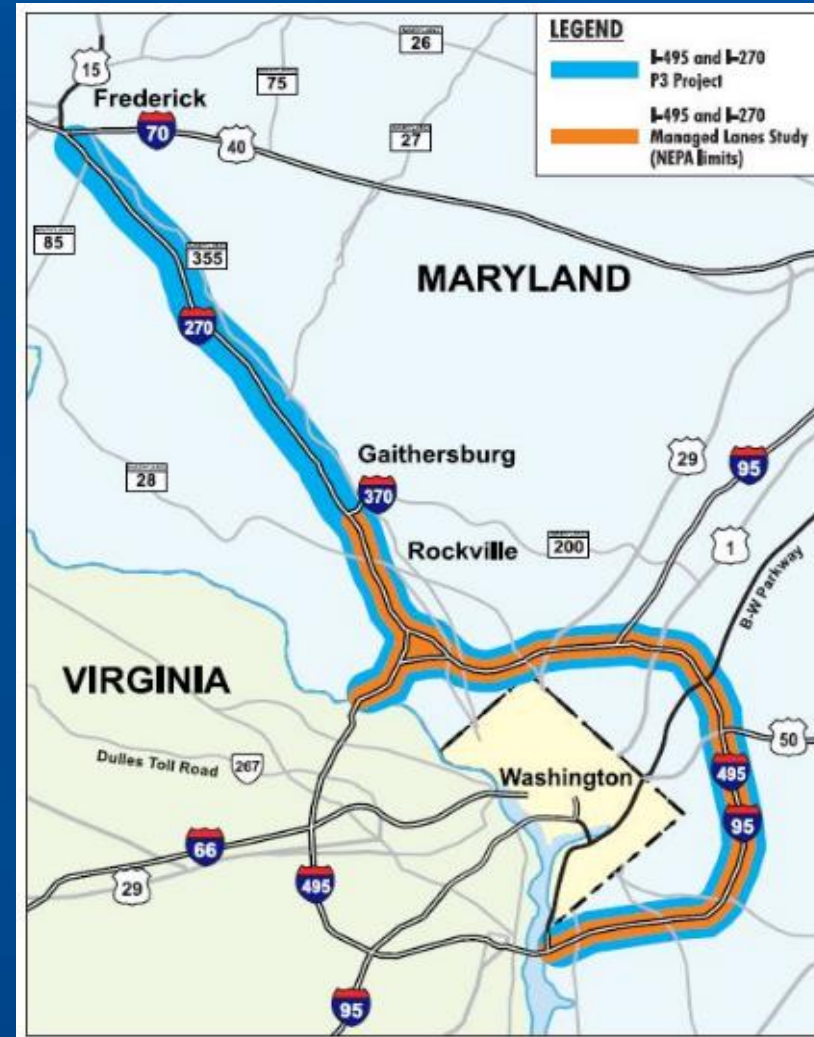 LEGEND
I-495 and I-270
P3 Project
I-495 and I-270
Managed Lanes Study
(NEPA limits)
26
15
75
Frederick
70
40
27
85
355
MARYLAND
270
Gaithersburg
29
95
28
370
Rockville
200
1
B-W Parkway
VIRGINIA
50
Dulles Toll Road
267
Washington
495
95
66
29
495
95